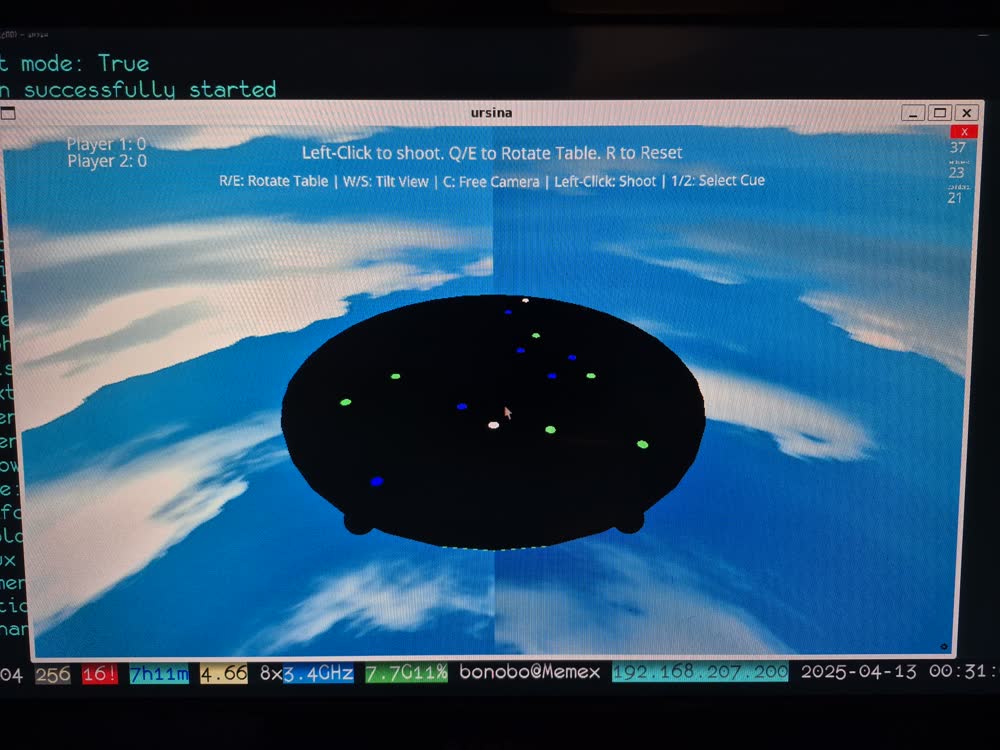 t mode: True
n successfully started
ursina
Player 1: 0
Player 2: 0
Left-Click to shoot. Q/E to Rotate Table. R to Reset
R/E: Rotate Table | W/S: Tilt View | C: Free Camera | Left-Click: Shoot | 1/2: Select Cue
x
37
23
21
04 256 16! 7h11m 4.66 8x3.4GHz 7.7G11% bonobo@Memex 192.168.207.200 2025-04-13 00:31: